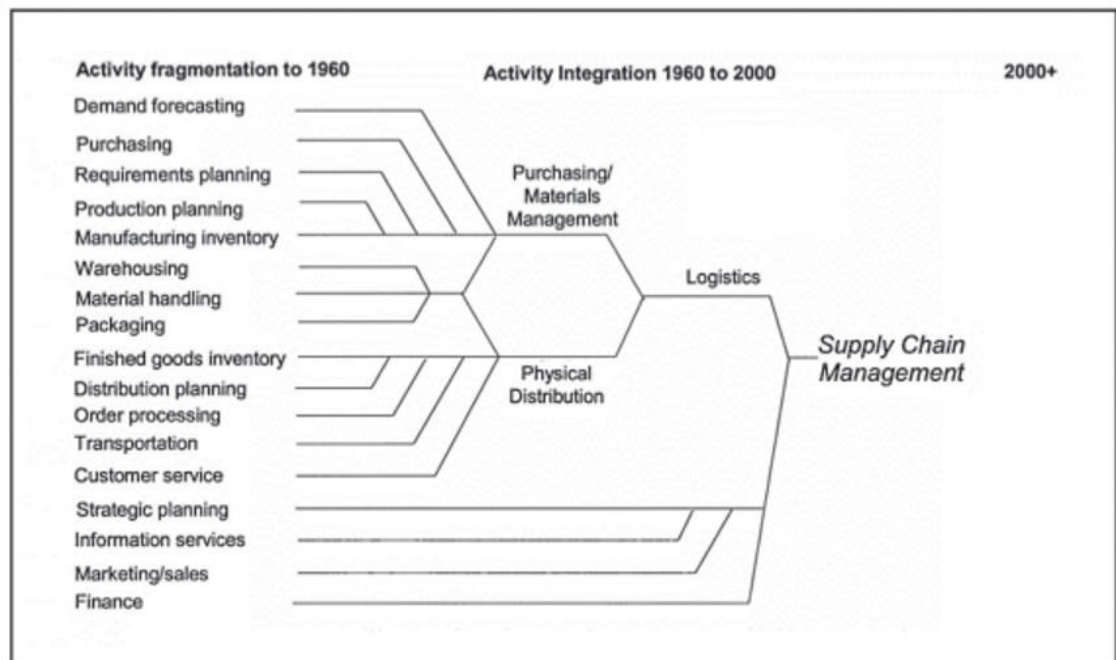 Activity fragmentation to 1960
Activity Integration 1960 to 2000
2000+
Demand forecasting
Purchasing
Requirements planning
Production planning
Manufacturing inventory
Warehousing
Material handling
Packaging
Finished goods inventory
Distribution planning
Order processing
Transportation
Customer service
Strategic planning
Information services
Marketing/sales
Finance
Purchasing/
Materials
Management
Physical
Distribution
Logistics
Supply Chain
Management